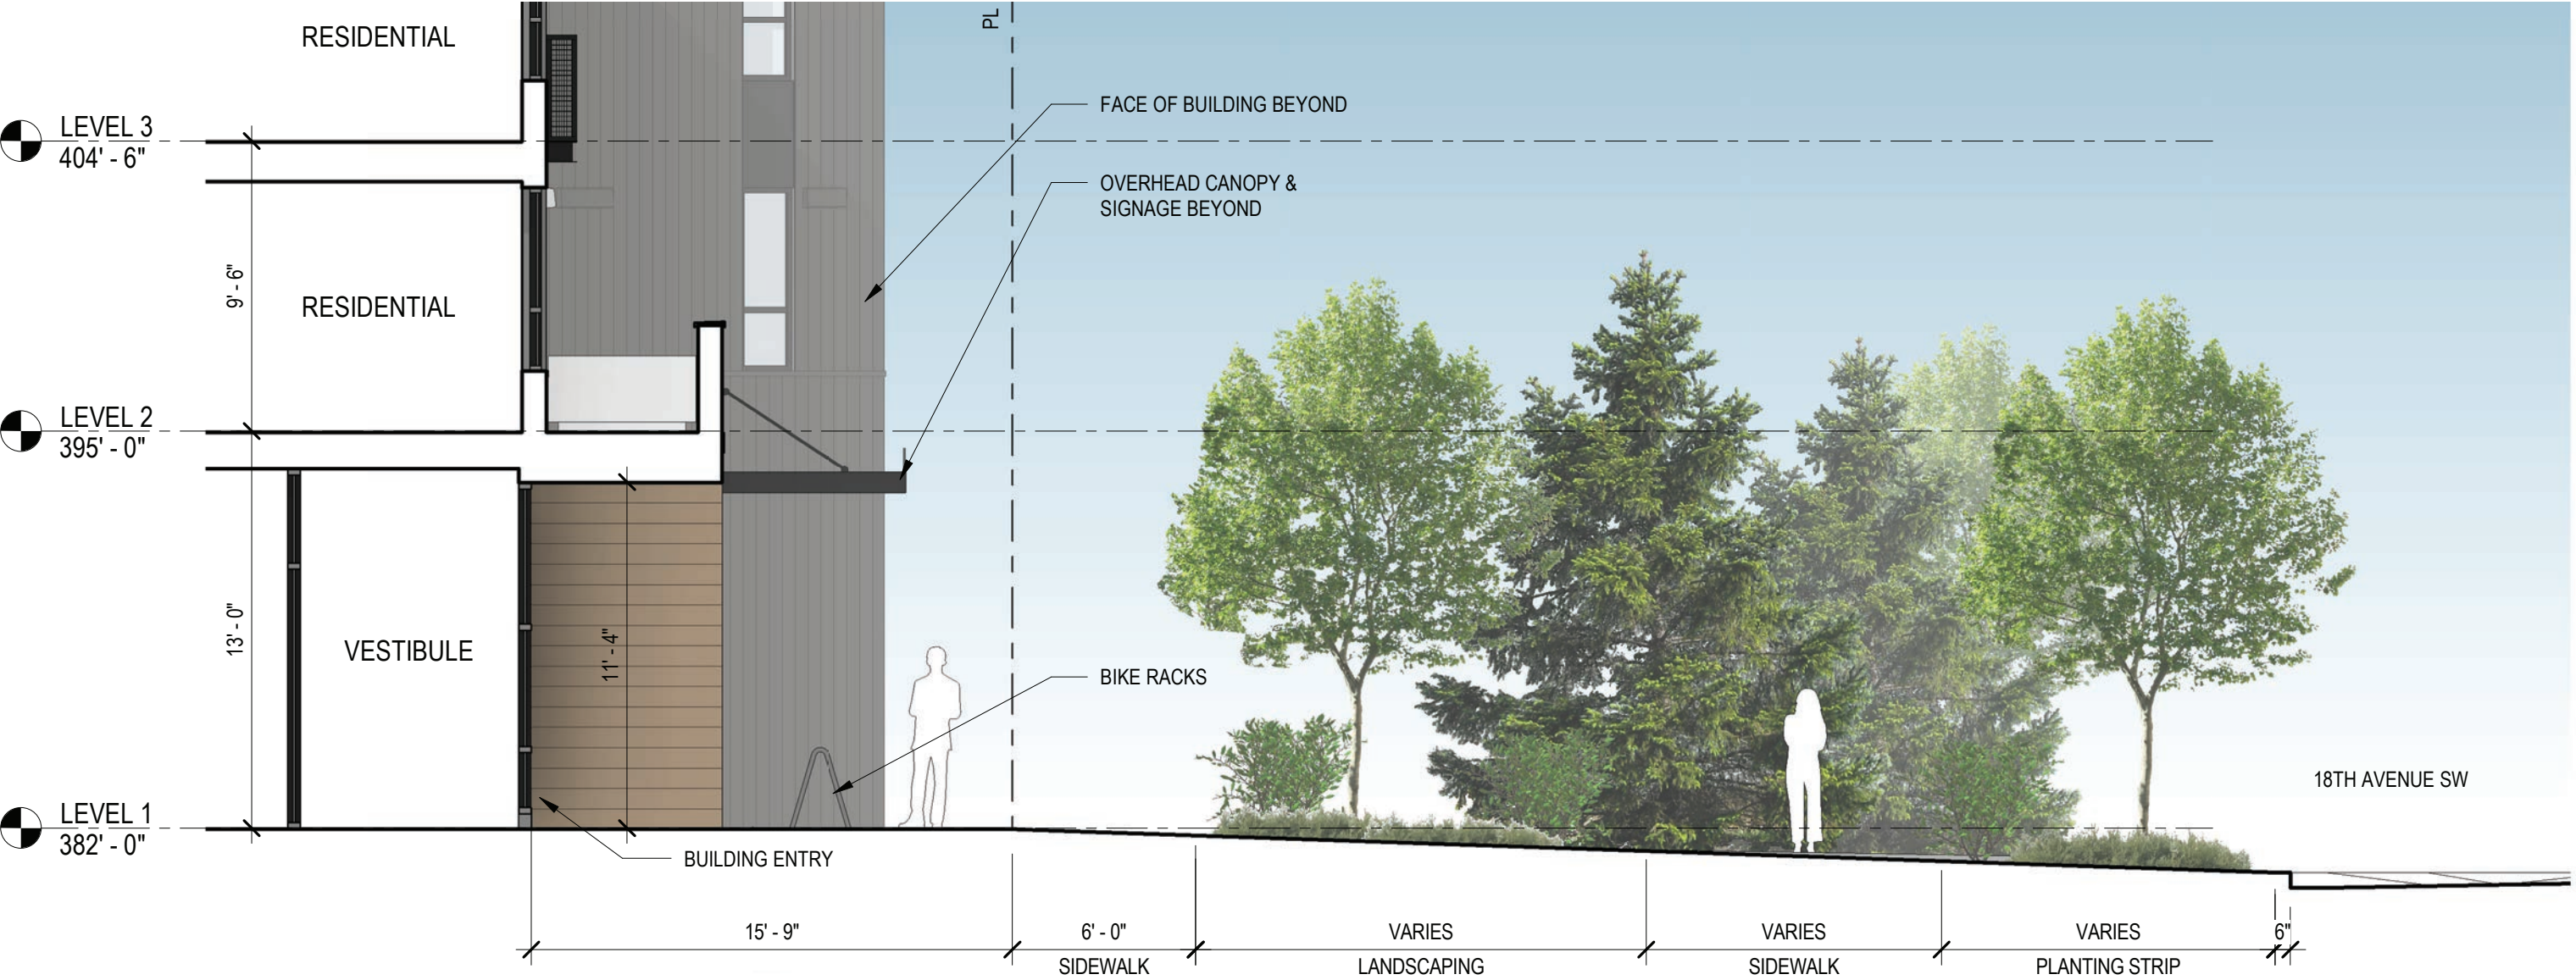 RESIDENTIAL
PL
FACE OF BUILDING BEYOND
LEVEL 3
404' - 6"
OVERHEAD CANOPY &
SIGNAGE BEYOND
9' - 6"
RESIDENTIAL
LEVEL 2
395' - 0"
13' - 0"
VESTIBULE
11' - 4"
BIKE RACKS
18TH AVENUE SW
LEVEL 1
382' - 0"
BUILDING ENTRY
15' - 9"
6' - 0"
VARIES
VARIES
VARIES
6"
SIDEWALK
LANDSCAPING
SIDEWALK
PLANTING STRIP